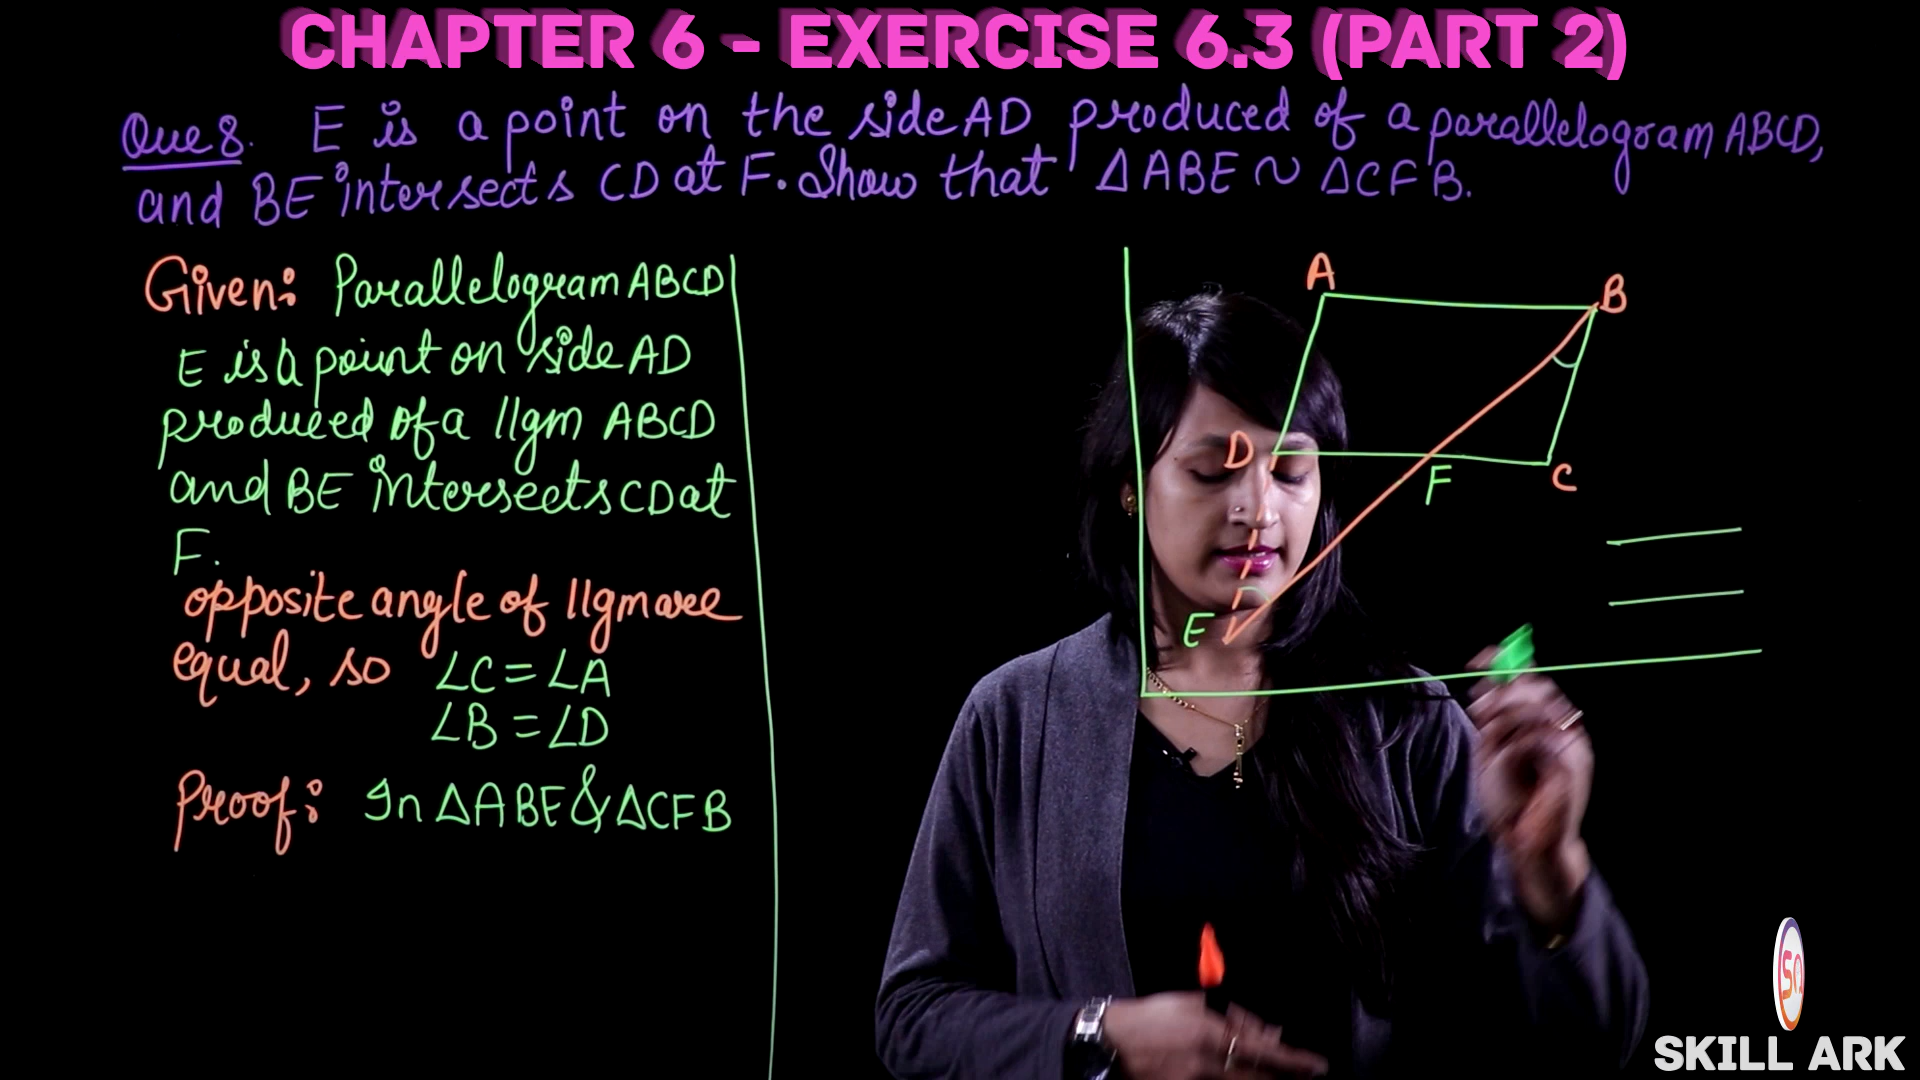 CHAPTER 6 - EXERCISE 6.3 (PART 2)
Que 8. E is a point on the side AD produced of a parallelogram ABCD,
and BE intersects CD at F. Show that ΔABE ~ ΔCFB.
Given: Parallelogram ABCD
E is a point on side AD
produced of a ||gm ABCD
and BE intersects CD at
F.
opposite angle of ||gm are
equal, so ∠C = ∠A
∠B = ∠D
Proof: In ΔABE & ΔCFB
A
B
D
F
C
E
SKILL ARK